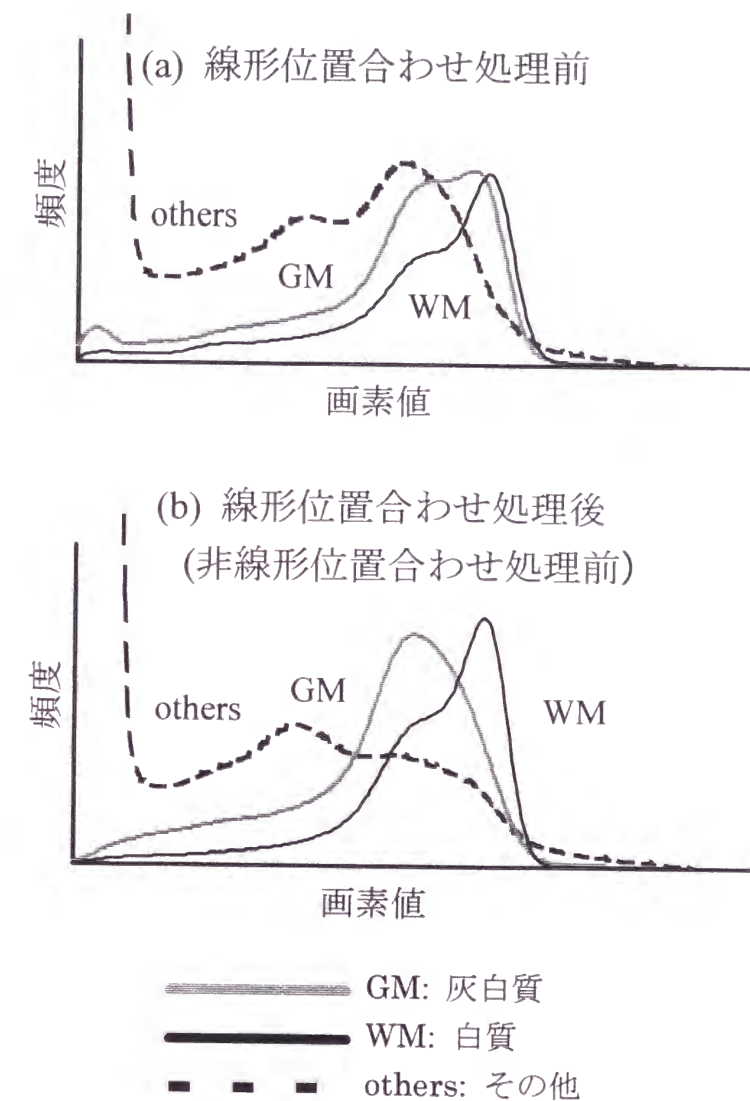 (a) 線形位置合わせ処理前
頻度
others
GM
WM
画素値
(b) 線形位置合わせ処理後
(非線形位置合わせ処理前)
頻度
others
GM
WM
画素値
GM: 灰白質
WM: 白質
others: その他